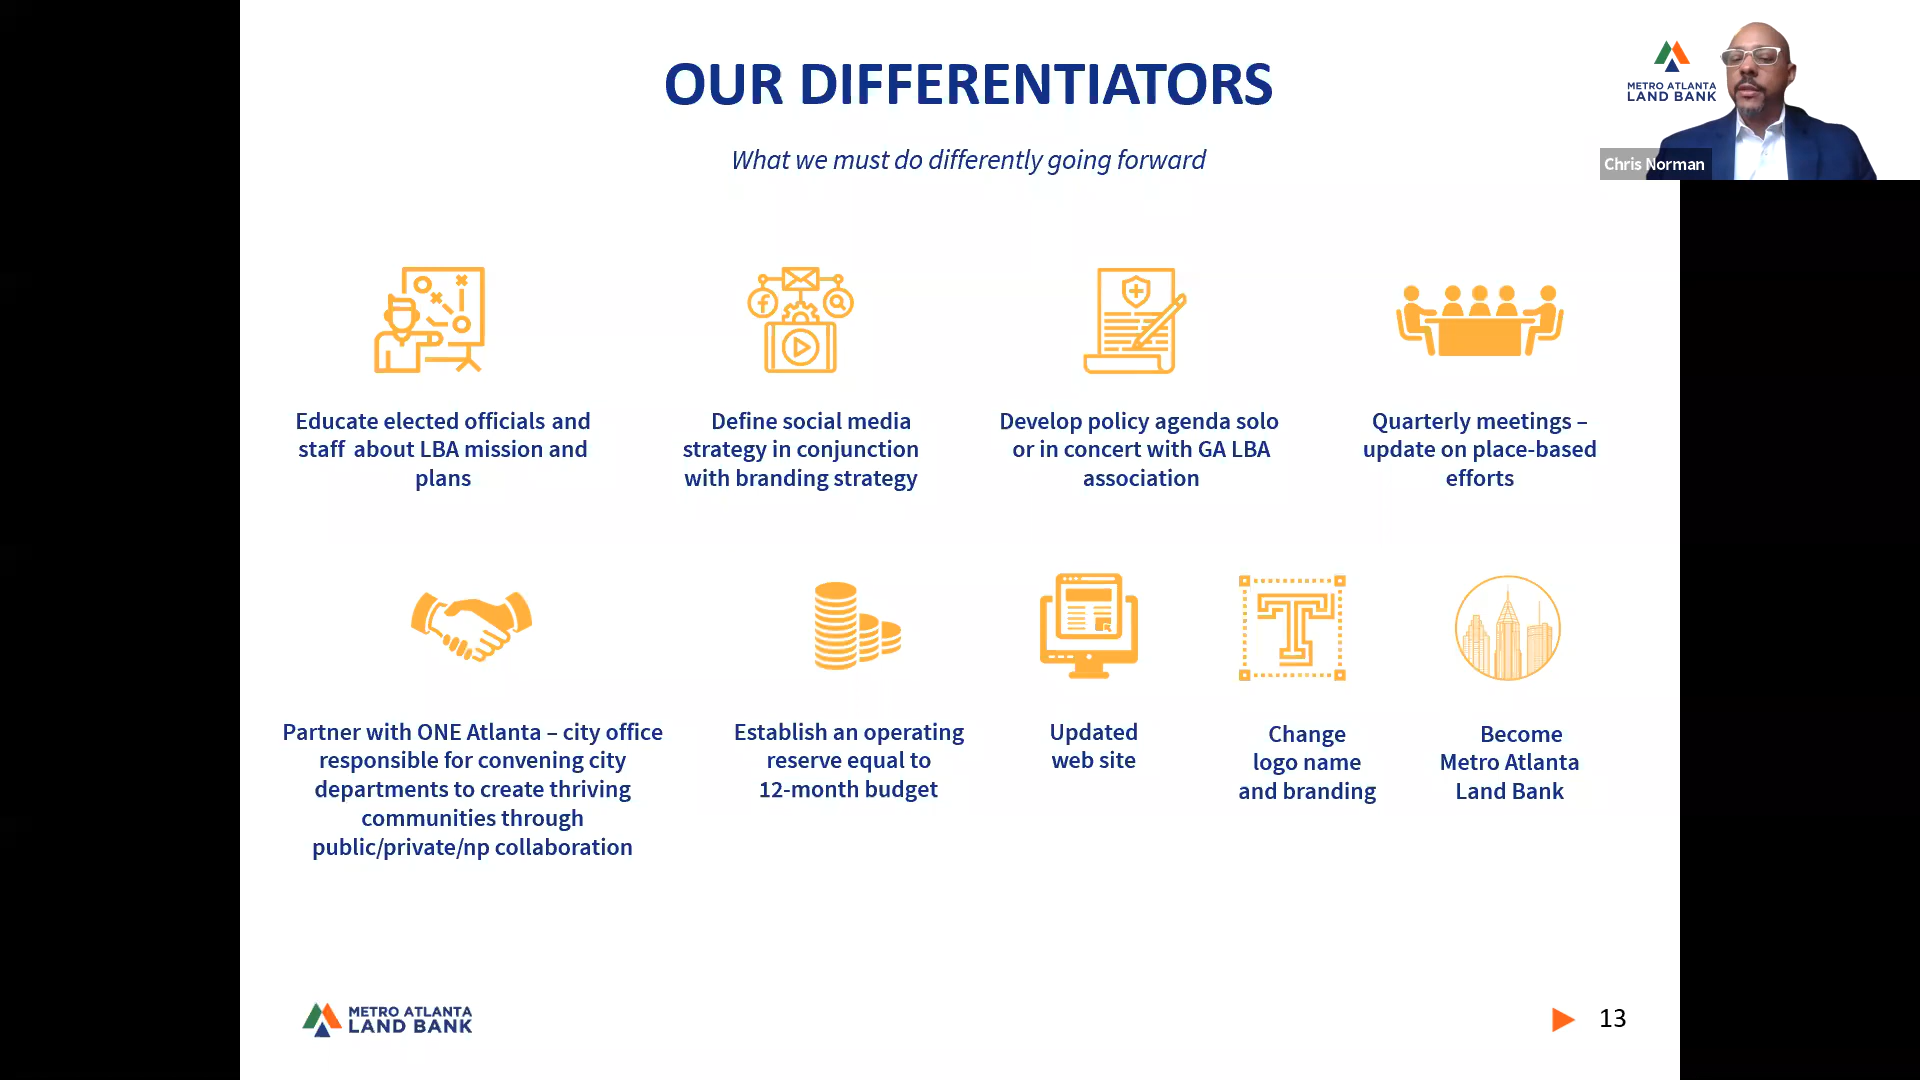 OUR DIFFERENTIATORS
What we must do differently going forward
METRO ATLANTA
LAND BANK
Chris Norman
Educate elected officials and
staff about LBA mission and
plans
Define social media
strategy in conjunction
with branding strategy
Develop policy agenda solo
or in concert with GA LBA
association
Quarterly meetings –
update on place-based
efforts
Partner with ONE Atlanta – city office
responsible for convening city
departments to create thriving
communities through
public/private/np collaboration
Establish an operating
reserve equal to
12-month budget
Updated
web site
T
Change
logo name
and branding
Become
Metro Atlanta
Land Bank
METRO ATLANTA
LAND BANK
13